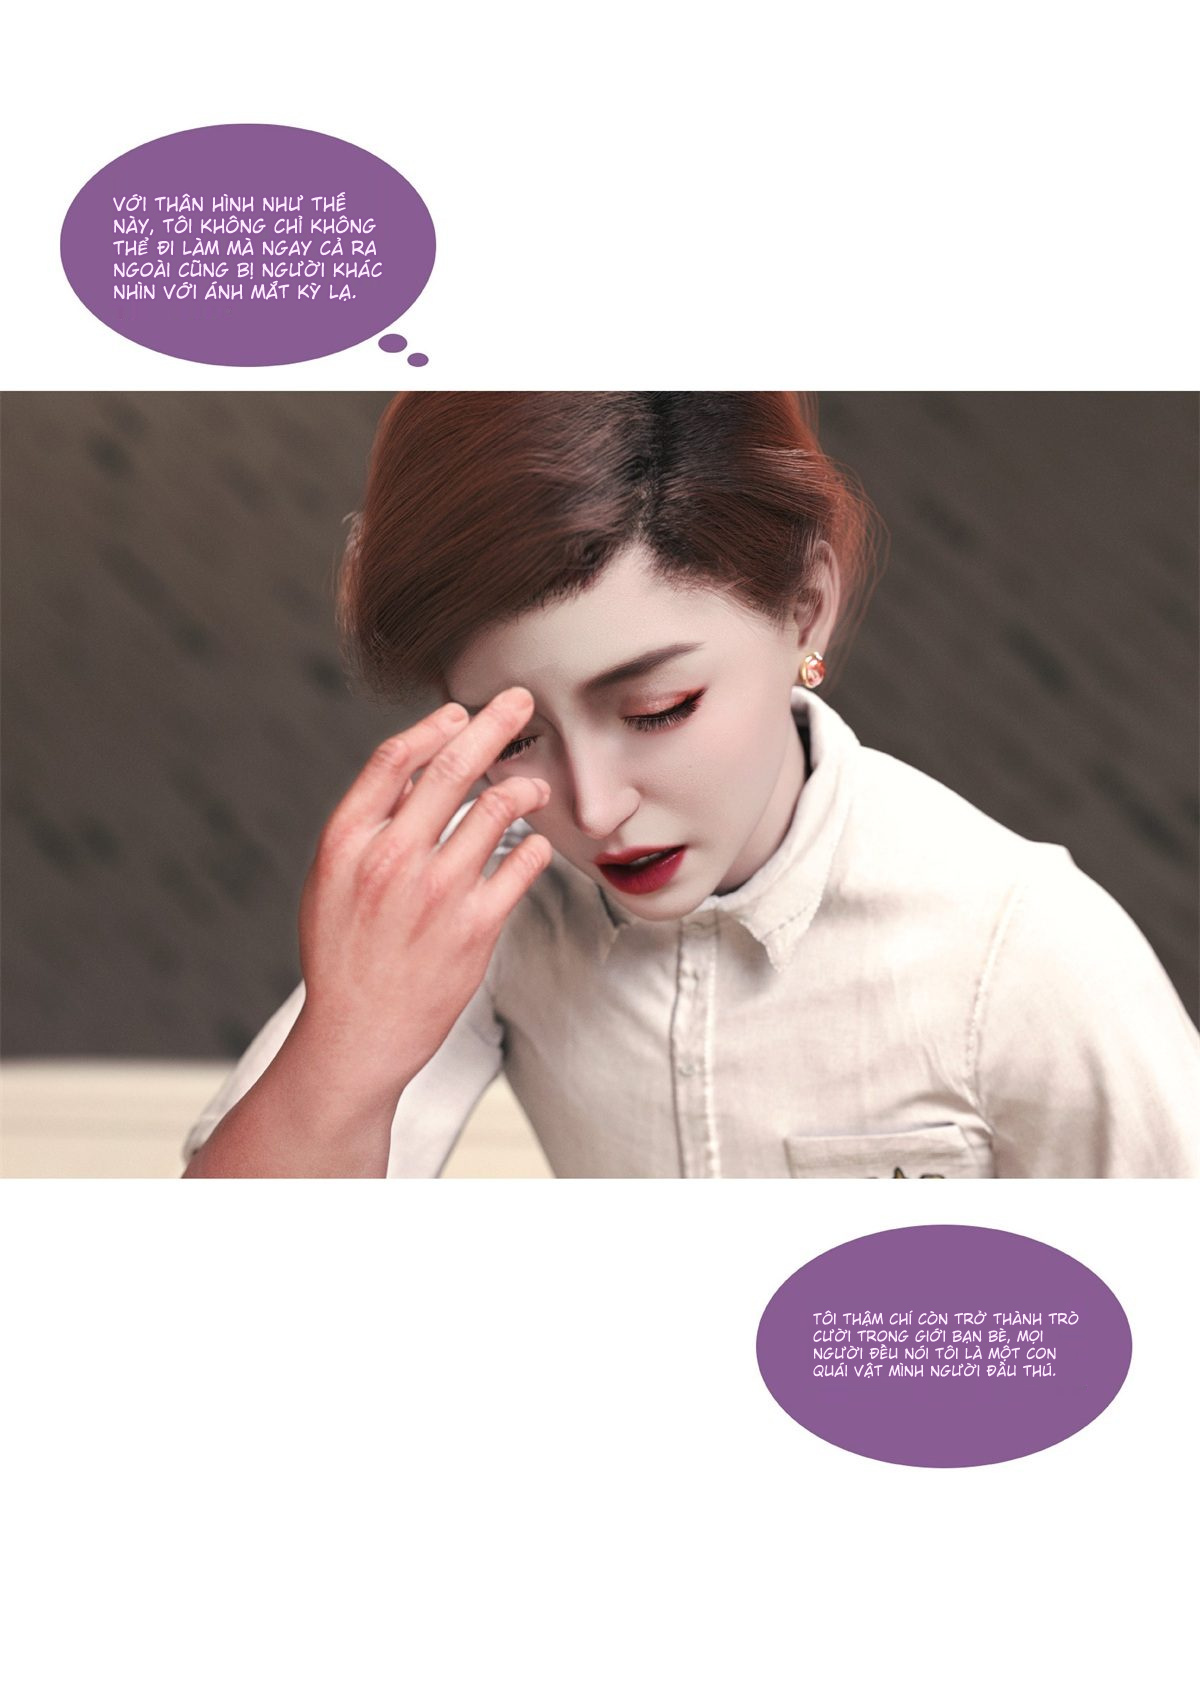 VỚI THÂN HÌNH NHƯ THẾ
NÀY, TÔI KHÔNG CHỈ KHÔNG
THỂ ĐI LÀM MÀ NGAY CẢ RA
NGOÀI CŨNG BỊ NGƯỜI KHÁC
NHÌN VỚI ÁNH MẮT KỲ LẠ.
TÔI THẬM CHÍ CÒN TRỞ THÀNH TRÒ
CƯỜI TRONG GIỚI BẠN BÈ, MỌI
NGƯỜI ĐỀU NÓI TÔI LÀ MỘT CON
QUÁI VẬT MÌNH NGƯỜI ĐẦU THÚ.